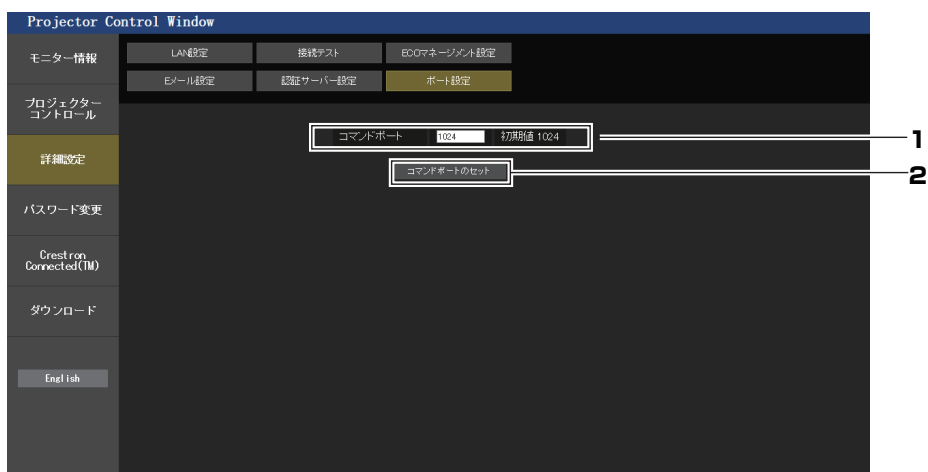 Projector Control Window
モニター情報
プロジェクター
コントロール
詳細設定
パスワード変更
Crestron
Connected(TM)
ダウンロード
English
LAN設定
接続テスト
ECOマネージメント設定
Eメール設定
認証サーバー設定
ポート設定
コマンドポート 1024 初期値 1024
コマンドポートのセット
1
2